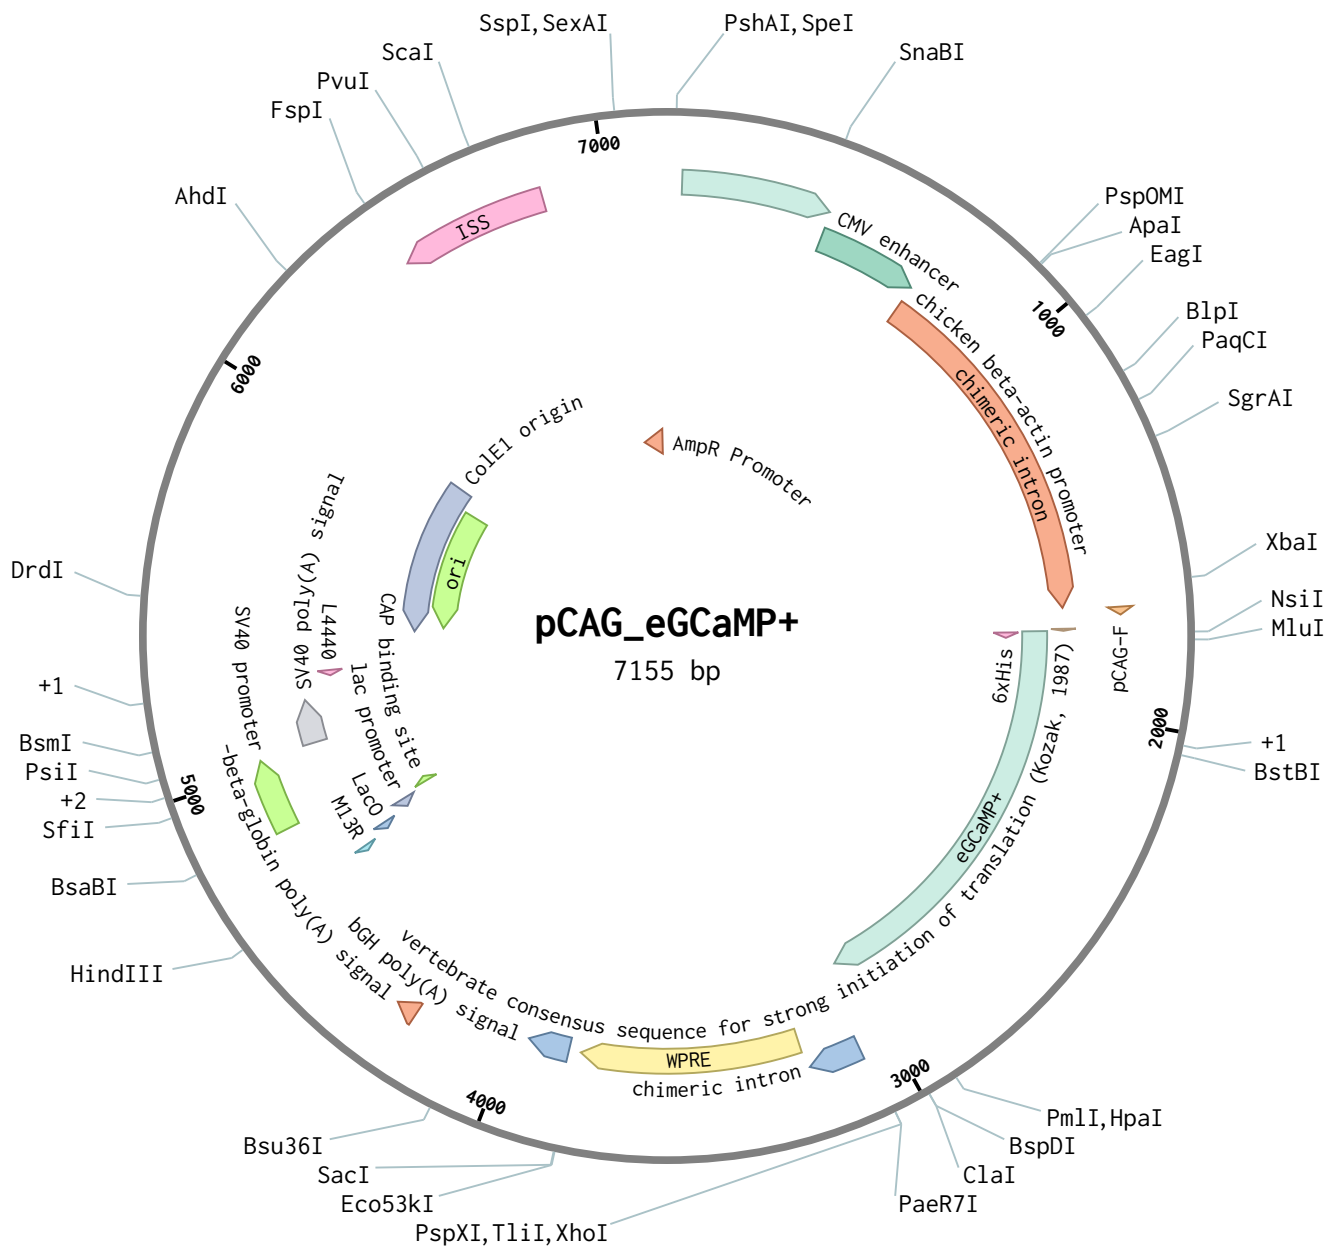 SspI,SexAI
PshAI,SpeI
ScaI
SnaBI
PvuI
FspI
7000
AhdI
PspOMI
ApaI
ISS
CMV enhancer
EagI
1000
chicken beta-actin promoter
BlpI
PaqCI
6000
chimeric intron
SgrAI
ColE1 origin
AmpR Promoter
SV40 poly(A) signal
XbaI
DrdI
ori
NsiI
MluI
pCAG_eGCaMP+
7155 bp
SV40 promoter
L4440
CAP binding site
lac promoter
6xHis
pCAG-F
+1
2000
+1
BsmI
BstBI
PsiI
+2
SfiI
5000
LacO
M13R
eGCaMP+
BsaBI
-beta-globin poly(A) signal
bGH poly(A) signal
vertebrate consensus sequence for strong initiation of translation (Kozak, 1987)
HindIII
WPRE
chimeric intron
3000
4000
PmlI,HpaI
Bsu36I
BspDI
SacI
ClaI
Eco53kI
PaeR7I
PspXI,TliI,XhoI